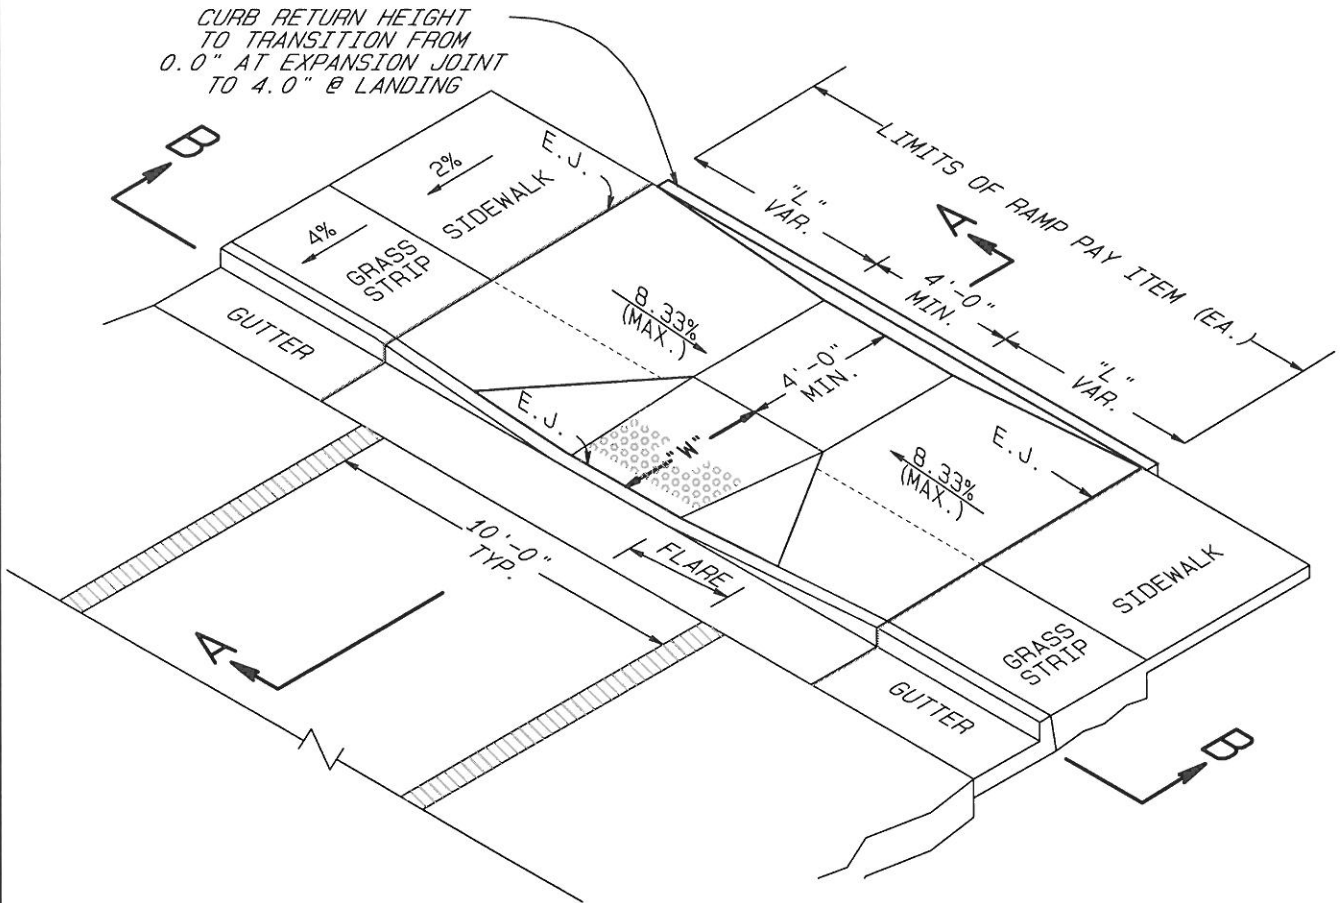 CURB RETURN HEIGHT
TO TRANSITION FROM
0.0" AT EXPANSION JOINT
TO 4.0" @ LANDING
B
E.J.
2%
SIDEWALK
4%
GRASS
STRIP
GUTTER
LIMITS OF RAMP PAY ITEM (EA.)
"L"
VAR.
A
4'-0"
MIN.
"L"
VAR.
8.33%
(MAX.)
4'-0"
MIN.
E.J.
"W"
E.J.
8.33%
(MAX.)
10'-0"
TYP.
FLARE
SIDEWALK
GRASS
STRIP
A
GUTTER
B